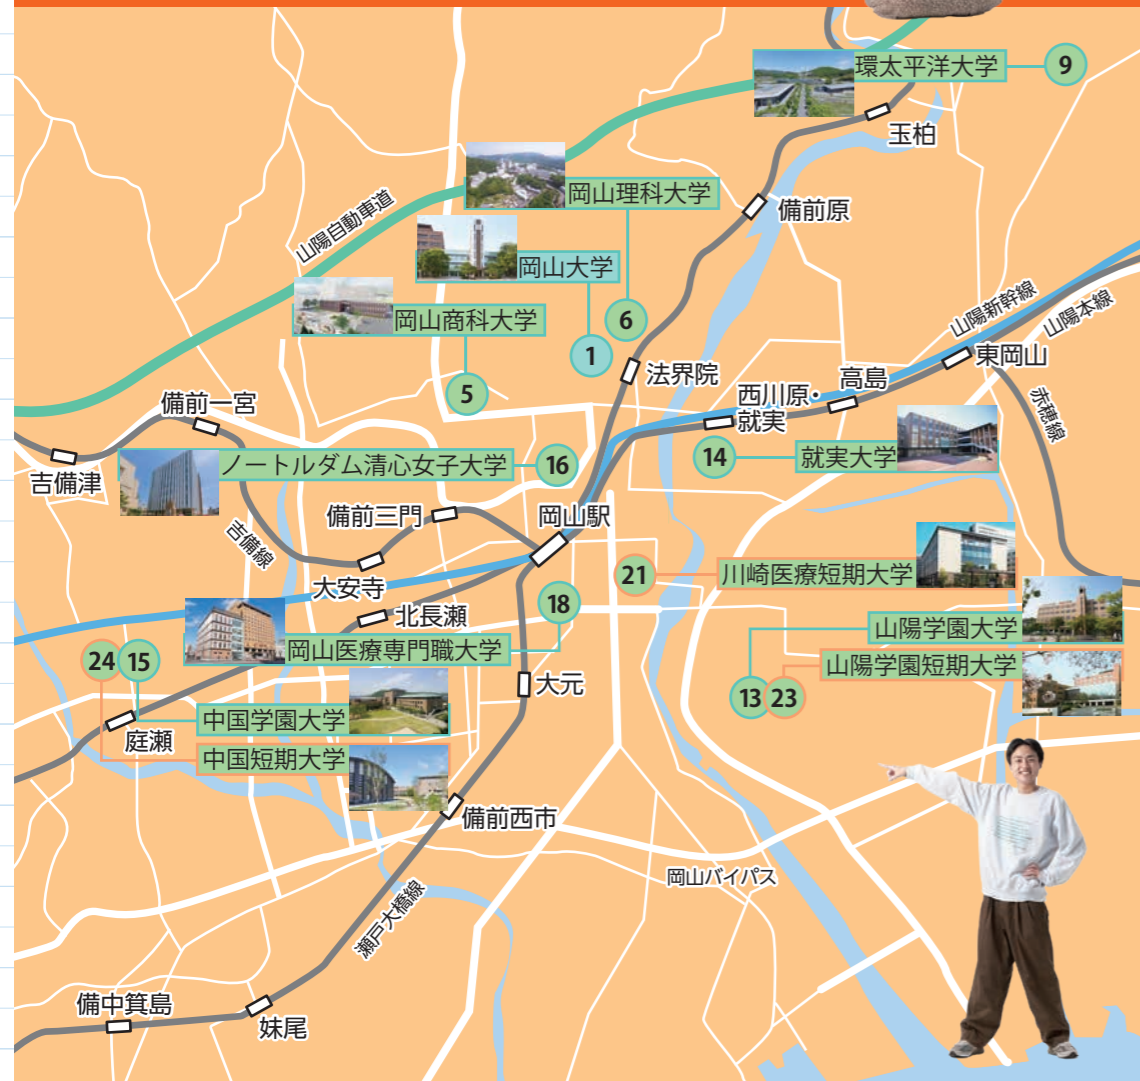 環太平洋大学
9
玉柏
岡山理科大学
備前原
山陽自動車道
岡山大学
山陽新幹線
山陽本線
岡山商科大学
6
1
東岡山
法界院
高島
5
西川原・
就実
赤穂線
備前一宮
14
就実大学
ノートルダム清心女子大学
16
吉備津
備前三門
岡山駅
吉備線
大安寺
21
川崎医療短期大学
18
北長瀬
山陽学園大学
岡山医療専門職大学
24
15
山陽学園短期大学
大元
13
23
中国学園大学
庭瀬
中国短期大学
備前西市
岡山バイパス
瀬戸大橋線
備中箕島
妹尾